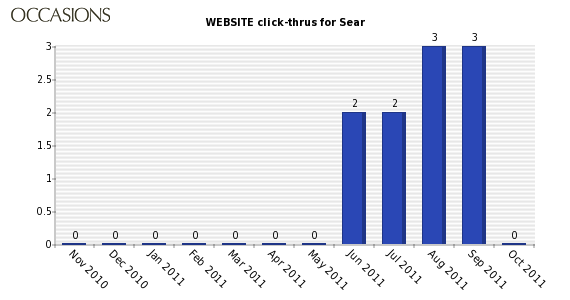 OCCASIONS
WEBSITE click-thrus for Sear
3
2.5
2
1.5
1
0.5
0
0
0
0
0
0
0
0
2
2
3
3
0
Nov 2010
Dec 2010
Jan 2011
Feb 2011
Mar 2011
Apr 2011
May 2011
Jun 2011
Jul 2011
Aug 2011
Sep 2011
Oct 2011